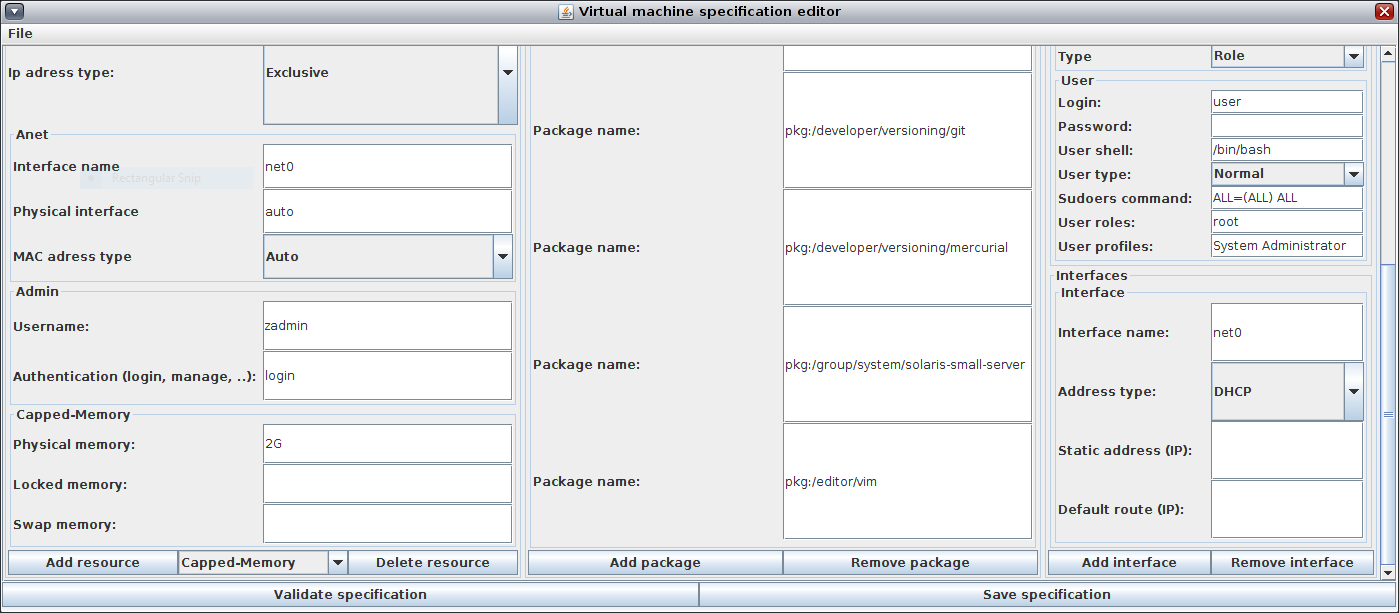 Virtual machine specification editor
File
Ip adress type: Exclusive
Anet
Interface name net0
Rectangular Snip
Physical interface auto
MAC adress type Auto
Admin
Username: zadmin
Authentication (login, manage, ..): login
Capped-Memory
Physical memory: 2G
Locked memory:
Swap memory:
Add resource Capped-Memory Delete resource
Package name: pkg:/developer/versioning/git
Package name: pkg:/developer/versioning/mercurial
Package name: pkg:/group/system/solaris-small-server
Package name: pkg:/editor/vim
Add package Remove package
Type Role
User
Login: user
Password:
User shell: /bin/bash
User type: Normal
Sudoers command: ALL=(ALL) ALL
User roles: root
User profiles: System Administrator
Interfaces
Interface
Interface name: net0
Address type: DHCP
Static address (IP):
Default route (IP):
Add interface Remove interface
Validate specification Save specification